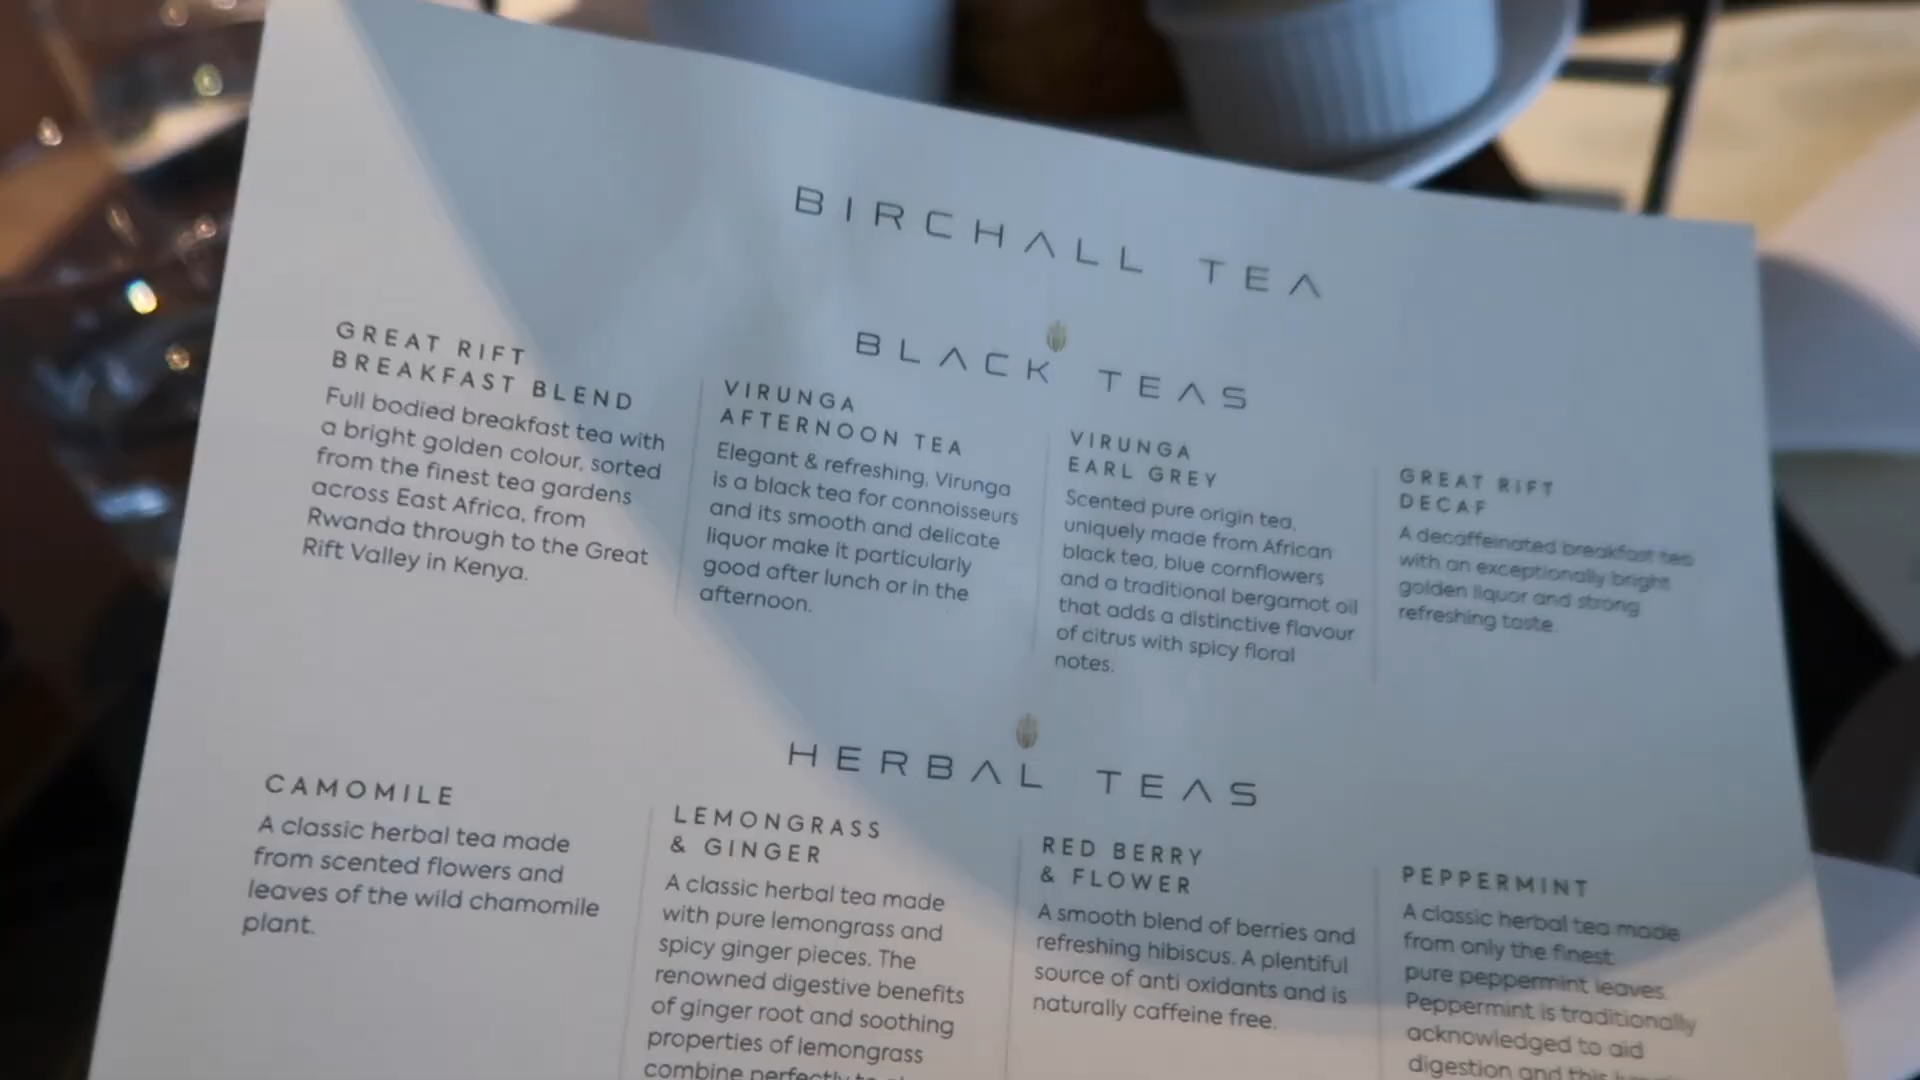 BIRCHALL TEA
BLACK TEAS
GREAT RIFT
BREAKFAST BLEND
Full bodied breakfast tea with
a bright golden colour, sorted
from the finest tea gardens
across East Africa, from
Rwanda through to the Great
Rift Valley in Kenya.
VIRUNGA
AFTERNOON TEA
Elegant & refreshing, Virunga
is a black tea for connoisseurs
and its smooth and delicate
liquor make it particularly
good after lunch or in the
afternoon.
VIRUNGA
EARL GREY
Scented pure origin tea,
uniquely made from African
black tea, blue cornflowers
and a traditional bergamot oil
that adds a distinctive flavour
of citrus with spicy floral
notes.
GREAT RIFT
DECAF
A decaffeinated breakfast tea
with an exceptionally bright
golden liquor and strong
refreshing taste.
HERBAL TEAS
CAMOMILE
A classic herbal tea made
from scented flowers and
leaves of the wild chamomile
plant.
LEMONGRASS
& GINGER
A classic herbal tea made
with pure lemongrass and
spicy ginger pieces. The
renowned digestive benefits
of ginger root and soothing
properties of lemongrass
combine perfectly
RED BERRY
& FLOWER
A smooth blend of berries and
refreshing hibiscus. A plentiful
source of anti oxidants and is
naturally caffeine free.
PEPPERMINT
A classic herbal tea made
from only the finest
pure peppermint leaves.
Peppermint is traditionally
acknowledged to aid
digestion and this